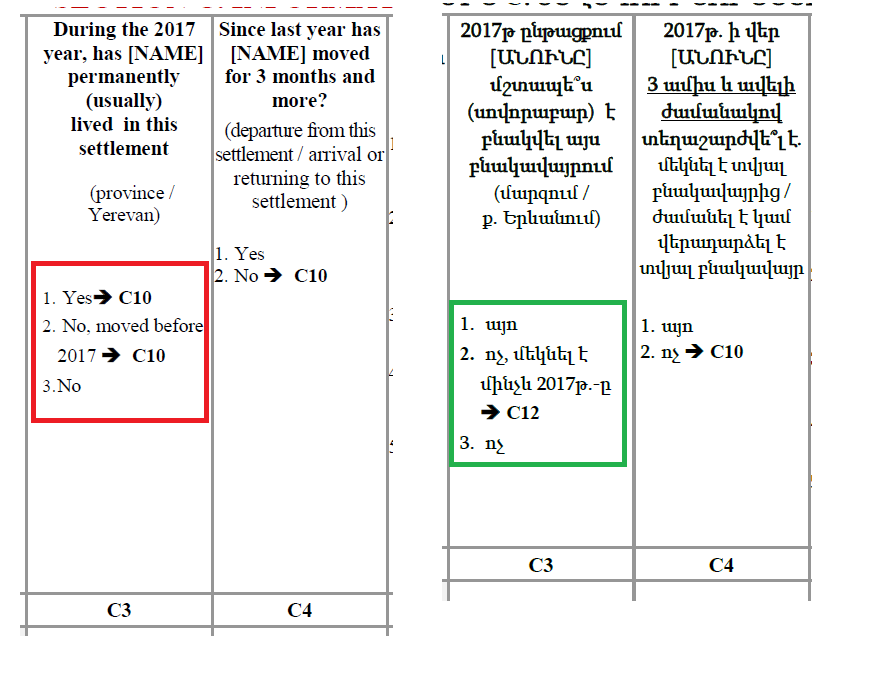 During the 2017
year, has [NAME]
permanently
(usually)
lived in this
settlement
(province /
Yerevan)
1. Yes➔ C10
2. No, moved before
2017 ➔ C10
3.No
C3
Since last year has
[NAME] moved
for 3 months and
more?
(departure from this
settlement / arrival or
returning to this
settlement )
1. Yes
2. No ➔ C10
C4
2017թ ընթացքում
[ԱՆՈՒՆԸ]
մշտապե՞ս
(սովորաբար) է
բնակվել այս
բնակավայրում
(մարզում /
ք. Երևանում)
1. այո
2. ոչ, մեկնել է
մինչև 2017թ.-ը
➔ C12
3. ոչ
C3
2017թ. ի վեր
[ԱՆՈՒՆԸ]
3 ամիս և ավելի
ժամանակով
տեղաշարժվե՞լ է.
մեկնել է տվյալ
բնակավայրից /
ժամանել է կամ
վերադարձել է
տվյալ բնակավայր
1. այո
2. ոչ ➔ C10
C4